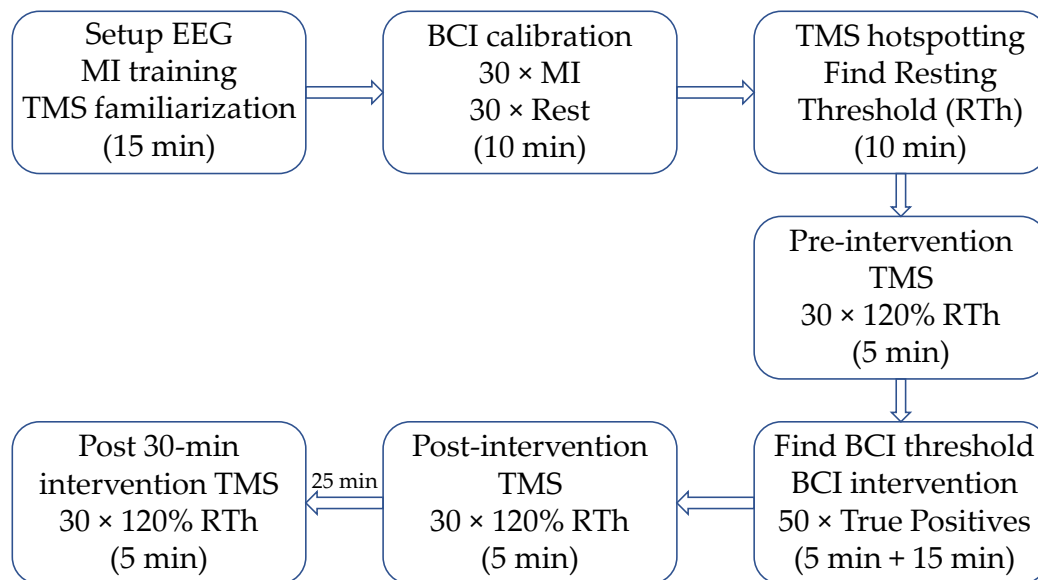 Setup EEG
MI training
TMS familiarization
(15 min)
BCI calibration
30 × MI
30 × Rest
(10 min)
TMS hotspotting
Find Resting
Threshold (RTh)
(10 min)
Pre-intervention
TMS
30 × 120% RTh
(5 min)
Find BCI threshold
BCI intervention
50 × True Positives
(5 min + 15 min)
Post-intervention
TMS
30 × 120% RTh
(5 min)
25 min
Post 30-min
intervention TMS
30 × 120% RTh
(5 min)